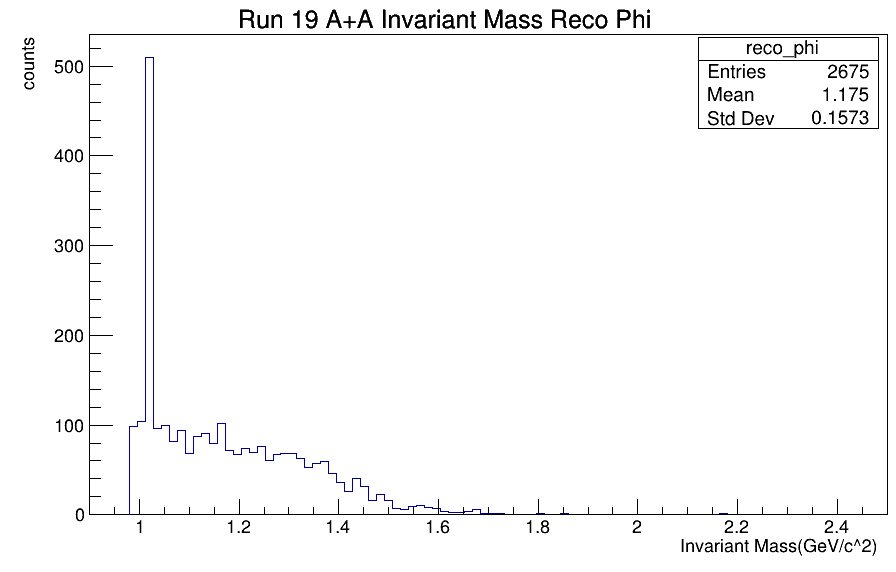 Run 19 A+A Invariant Mass Reco Phi
counts
reco_phi
Entries 2675
Mean 1.175
Std Dev 0.1573
500
400
300
200
100
0
1 1.2 1.4 1.6 1.8 2 2.2 2.4
Invariant Mass(GeV/c^2)